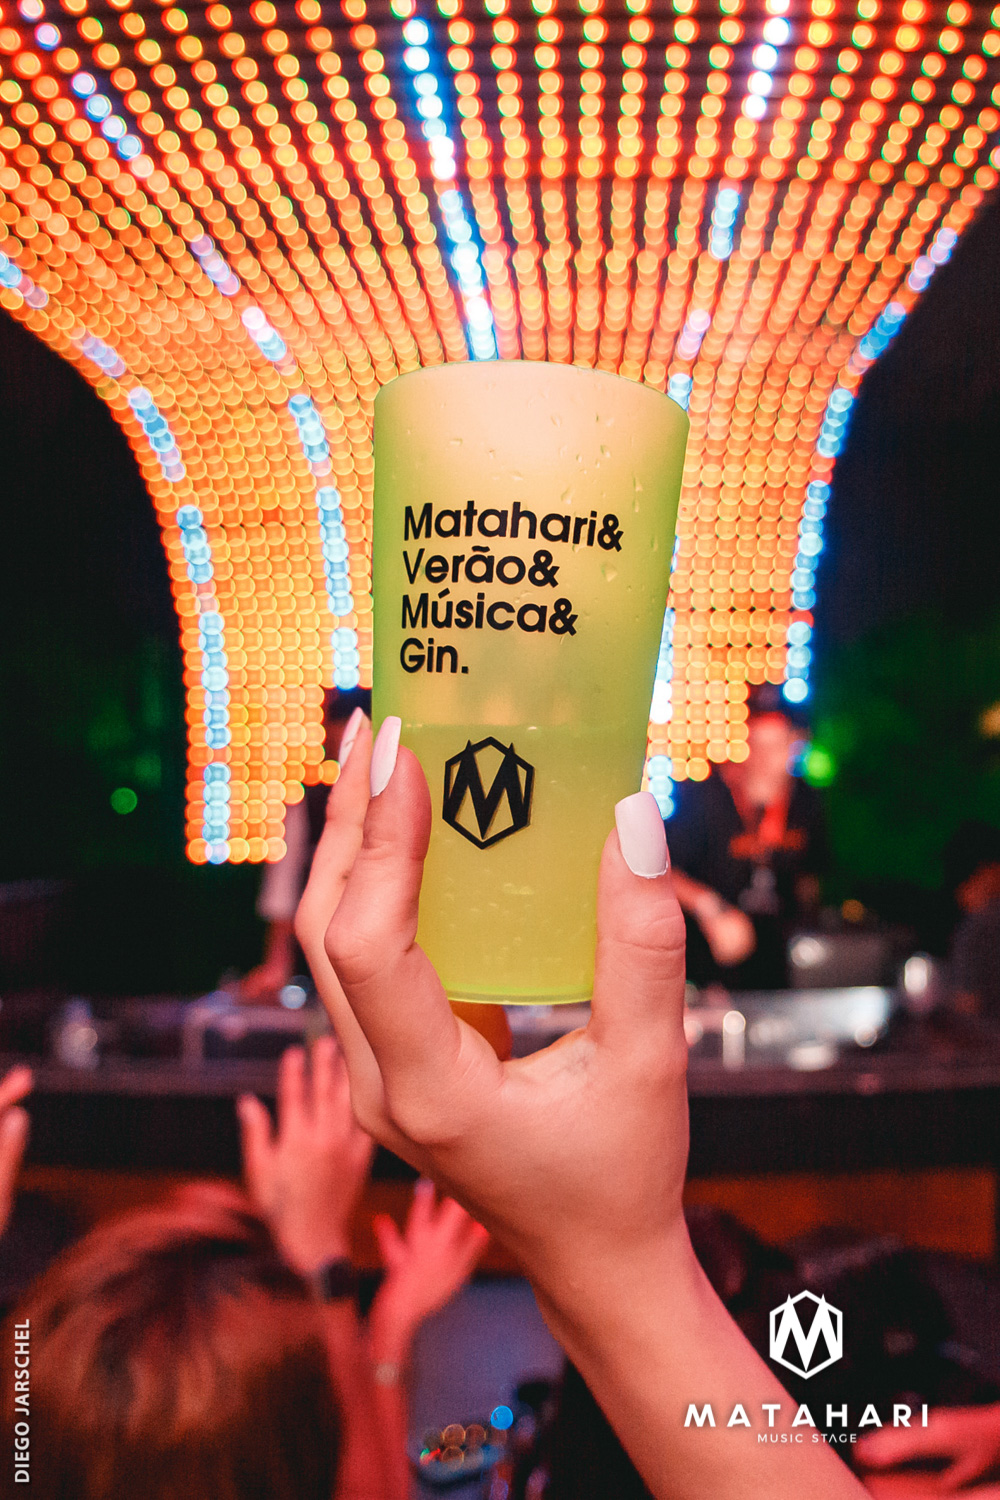 Matahari&
Verão&
Música&
Gin.
M
DIEGO JARSCHEL
M
MATAHARI
MUSIC STAGE